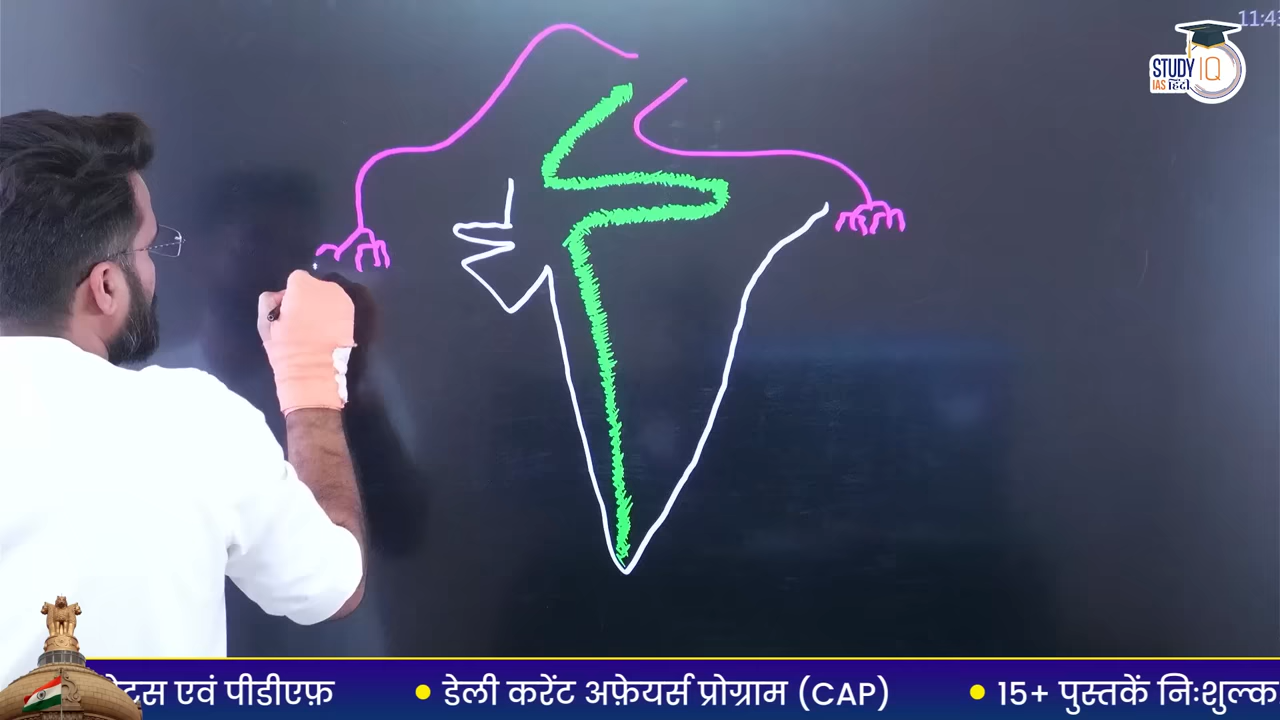 11:43
STUDY IQ
IAS हिंदी
एवं पीडीएफ़ • डेली करेंट अफ़ेयर्स प्रोग्राम (CAP) • 15+ पुस्तकें निःशुल्क